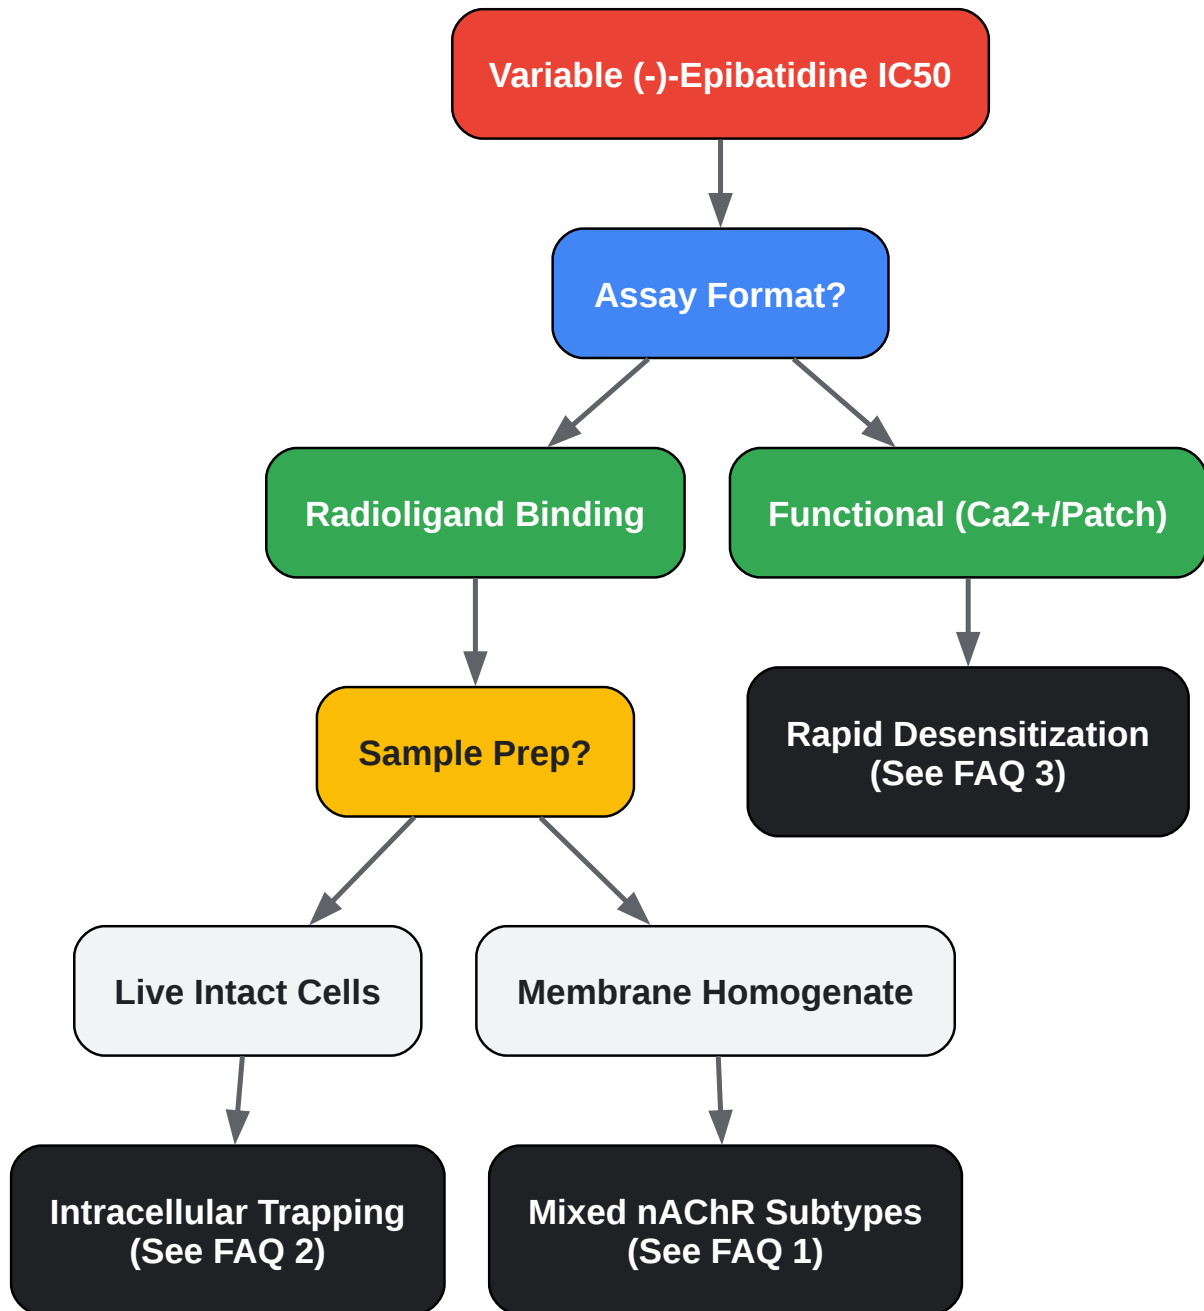 Variable (-)-Epibatidine IC50
Assay Format?
Radioligand Binding
Functional (Ca2+/Patch)
Sample Prep?
Rapid Desensitization
(See FAQ 3)
Live Intact Cells
Membrane Homogenate
Intracellular Trapping
(See FAQ 2)
Mixed nAChR Subtypes
(See FAQ 1)